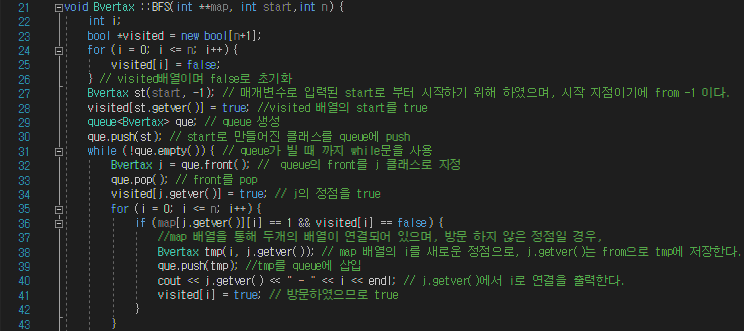 21 void Bvertax ::BFS(int **map, int start,int n) {
22 int i;
23 bool *visited = new bool[n+1];
24 for (i = 0; i <= n; i++) {
25 visited[i] = false;
26 } // visited배열이며 false로 초기화
27 Bvertax st(start, -1); // 매개변수로 입력된 start로 부터 시작하기 위해 하였으며, 시작 지점이기에 from -1 이다.
28 visited[st.getver()] = true; //visited 배열의 start를 true
29 queue<Bvertax> que; // queue 생성
30 que.push(st); // start로 만들어진 클래스를 queue에 push
31 while (!que.empty()) { // queue가 빌 때 까지 while문을 사용
32 Bvertax j = que.front(); //  queue의 front를 j 클래스로 지정
33 que.pop(); // front를 pop
34 visited[j.getver()] = true; // j의 정점을 true
35 for (i = 0; i <= n; i++) {
36 if (map[j.getver()][i] == 1 && visited[i] == false) {
37 //map 배열을 통해 두개의 배열이 연결되어 있으며, 방문 하지 않은 정점일 경우,
38 Bvertax tmp(i, j.getver()); // map 배열의 i를 새로운 정점으로, j.getver()는 from으로 tmp에 저장한다.
39 que.push(tmp); //tmp를 queue에 삽입
40 cout << j.getver() << " - " << i << endl; // j.getver()에서 i로 연결을 출력한다.
41 visited[i] = true; // 방문하였으므로 true
42 }
43 }